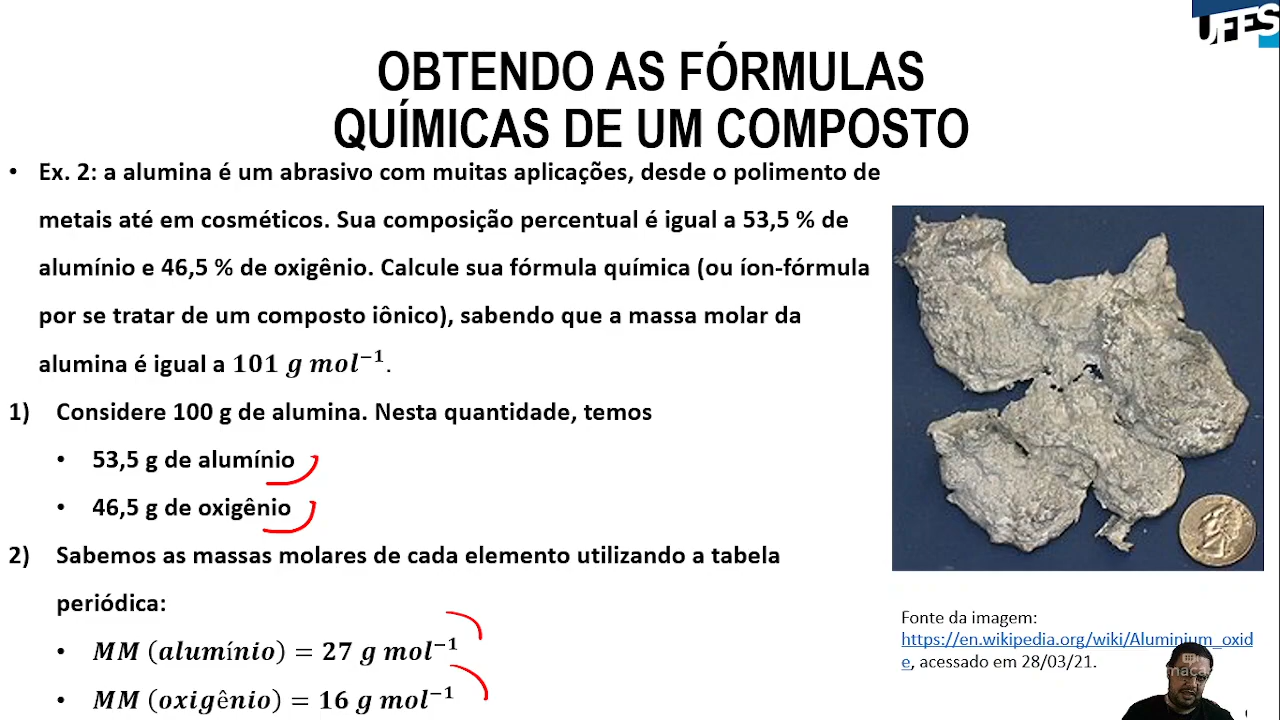 UFES
OBTENDO AS FÓRMULAS
QUÍMICAS DE UM COMPOSTO
• Ex. 2: a alumina é um abrasivo com muitas aplicações, desde o polimento de
metais até em cosméticos. Sua composição percentual é igual a 53,5 % de
alumínio e 46,5 % de oxigênio. Calcule sua fórmula química (ou íon-fórmula
por se tratar de um composto iônico), sabendo que a massa molar da
alumina é igual a 101 g mol⁻¹.
1) Considere 100 g de alumina. Nesta quantidade, temos
• 53,5 g de alumínio
• 46,5 g de oxigênio
2) Sabemos as massas molares de cada elemento utilizando a tabela
periódica:
• MM (alumínio) = 27 g mol⁻¹
• MM (oxigênio) = 16 g mol⁻¹
Fonte da imagem:
https://en.wikipedia.org/wiki/Aluminium_oxid
e, acessado em 28/03/21.